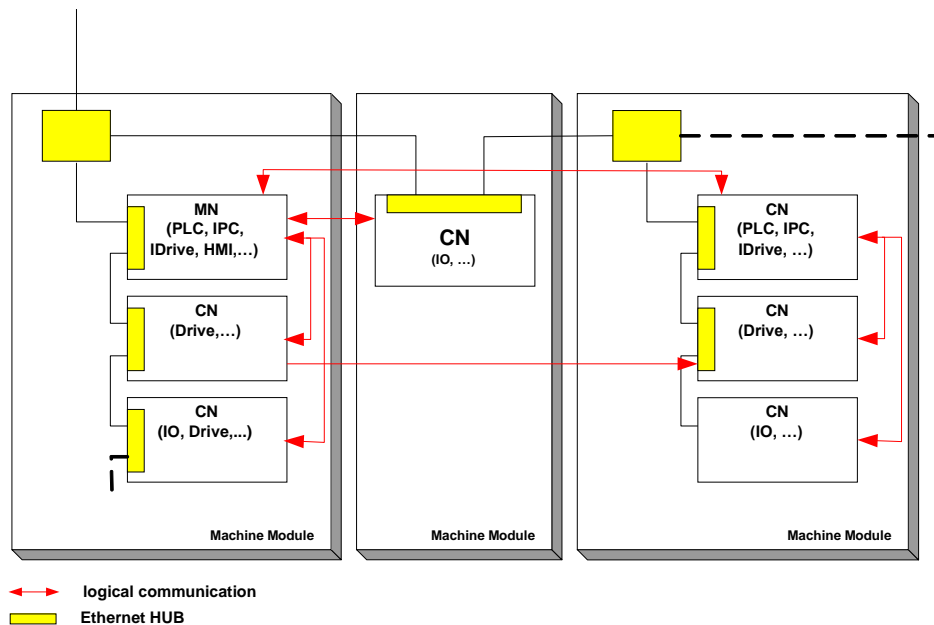 MN
(PLC, IPC,
IDrive, HMI,…)
CN
(Drive,…)
CN
(IO, Drive,...)
Machine Module
CN
(IO, …)
Machine Module
CN
(PLC, IPC,
IDrive, …)
CN
(Drive, …)
CN
(IO, …)
Machine Module
logical communication
Ethernet HUB